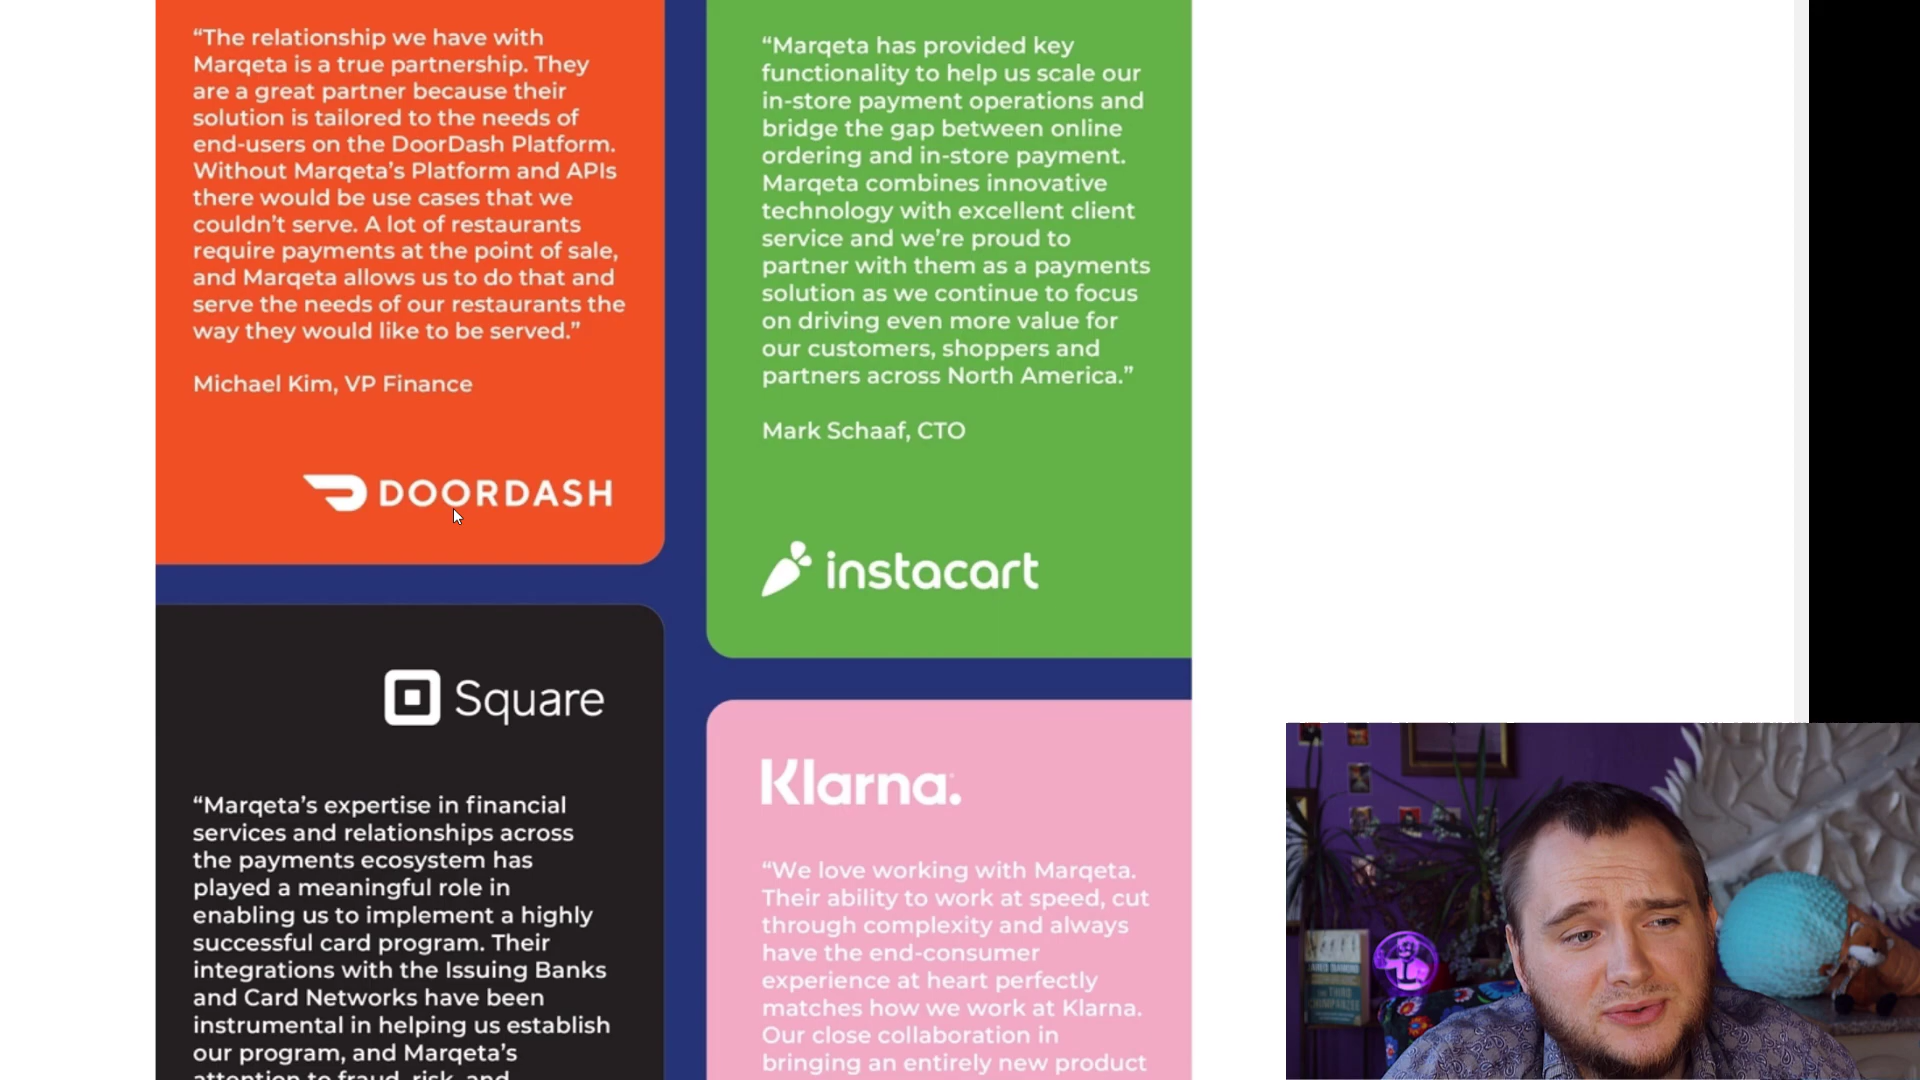 “The relationship we have with
Marqeta is a true partnership. They
are a great partner because their
solution is tailored to the needs of
end-users on the DoorDash Platform.
Without Marqeta’s Platform and APIs
there would be use cases that we
couldn’t serve. A lot of restaurants
require payments at the point of sale,
and Marqeta allows us to do that and
serve the needs of our restaurants the
way they would like to be served.”
Michael Kim, VP Finance
DOORDASH
“Marqeta has provided key
functionality to help us scale our
in-store payment operations and
bridge the gap between online
ordering and in-store payment.
Marqeta combines innovative
technology with excellent client
service and we’re proud to
partner with them as a payments
solution as we continue to focus
on driving even more value for
our customers, shoppers and
partners across North America.”
Mark Schaaf, CTO
instacart
Square
“Marqeta’s expertise in financial
services and relationships across
the payments ecosystem has
played a meaningful role in
enabling us to implement a highly
successful card program. Their
integrations with the Issuing Banks
and Card Networks have been
instrumental in helping us establish
our program, and Marqeta’s
attention to fraud, risk, and
Klarna.
“We love working with Marqeta.
Their ability to work at speed, cut
through complexity and always
have the end-consumer
experience at heart perfectly
matches how we work at Klarna.
Our close collaboration in
bringing an entirely new product